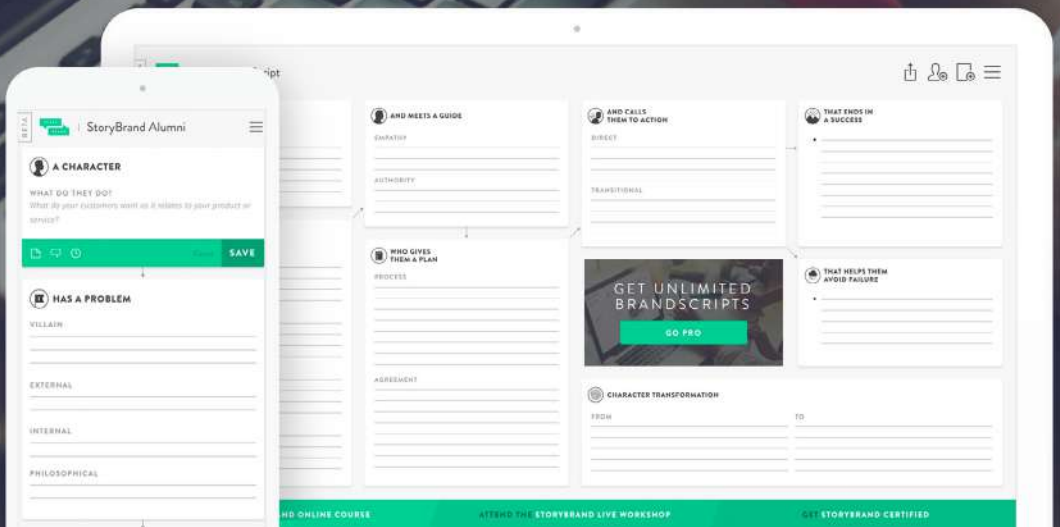 BETA
StoryBrand Alumni
A CHARACTER
WHAT DO THEY DO?
What do your customers want as it relates to your product or
service?
SAVE
HAS A PROBLEM
VILLAIN
EXTERNAL
INTERNAL
PHILOSOPHICAL
AND MEETS A GUIDE
EMPATHY
AUTHORITY
WHO GIVES
THEM A PLAN
PROCESS
AGREEMENT
AND CALLS
THEM TO ACTION
DIRECT
TRANSITIONAL
GET UNLIMITED
BRANDSCRIPTS
GO PRO
THAT ENDS IN
A SUCCESS
THAT HELPS THEM
AVOID FAILURE
CHARACTER TRANSFORMATION
FROM
TO
ONLINE COURSE
ATTEND THE STORYBRAND LIVE WORKSHOP
GET STORYBRAND CERTIFIED